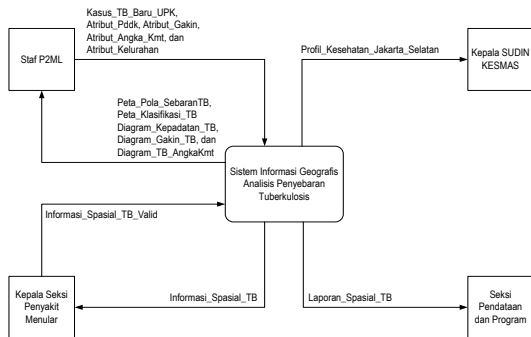 Kasus_TB_Baru_UPK,
Atribut_Pddk, Atribut_Gakin,
Atribut_Angka_Kmt, dan
Atribut_Kelurahan
Profil_Kesehatan_Jakarta_Selatan
Staf P2ML
Kepala SUDIN
KESMAS
Peta_Pola_SebaranTB,
Peta_Klasifikasi_TB
Diagram_Kepadatan_TB,
Diagram_Gakin_TB, dan
Diagram_TB_AngkaKmt
Sistem Informasi Geografis
Analisis Penyebaran
Tuberkulosis
Informasi_Spasial_TB_Valid
Kepala Seksi
Penyakit
Menular
Informasi_Spasial_TB
Laporan_Spasial_TB
Seksi
Pendataan
dan Program